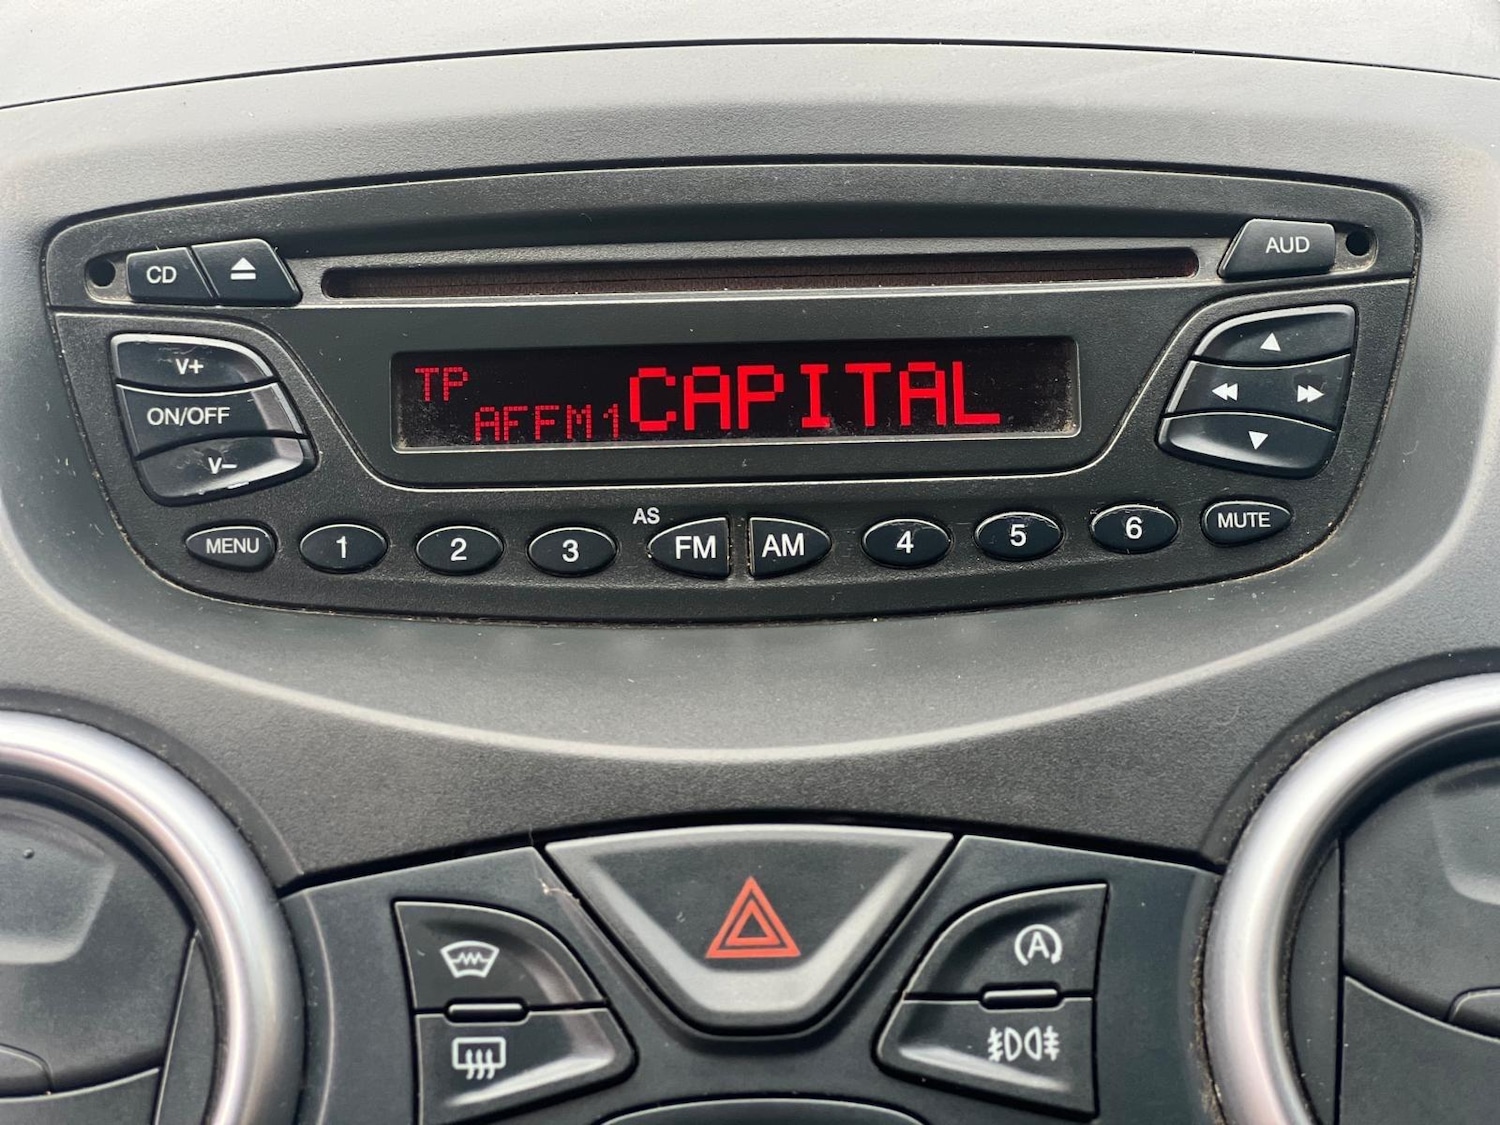 CD
AUD
V+
ON/OFF
V−
TP
AF FM1 CAPITAL
MENU 1 2 3 AS FM AM 4 5 6 MUTE
A